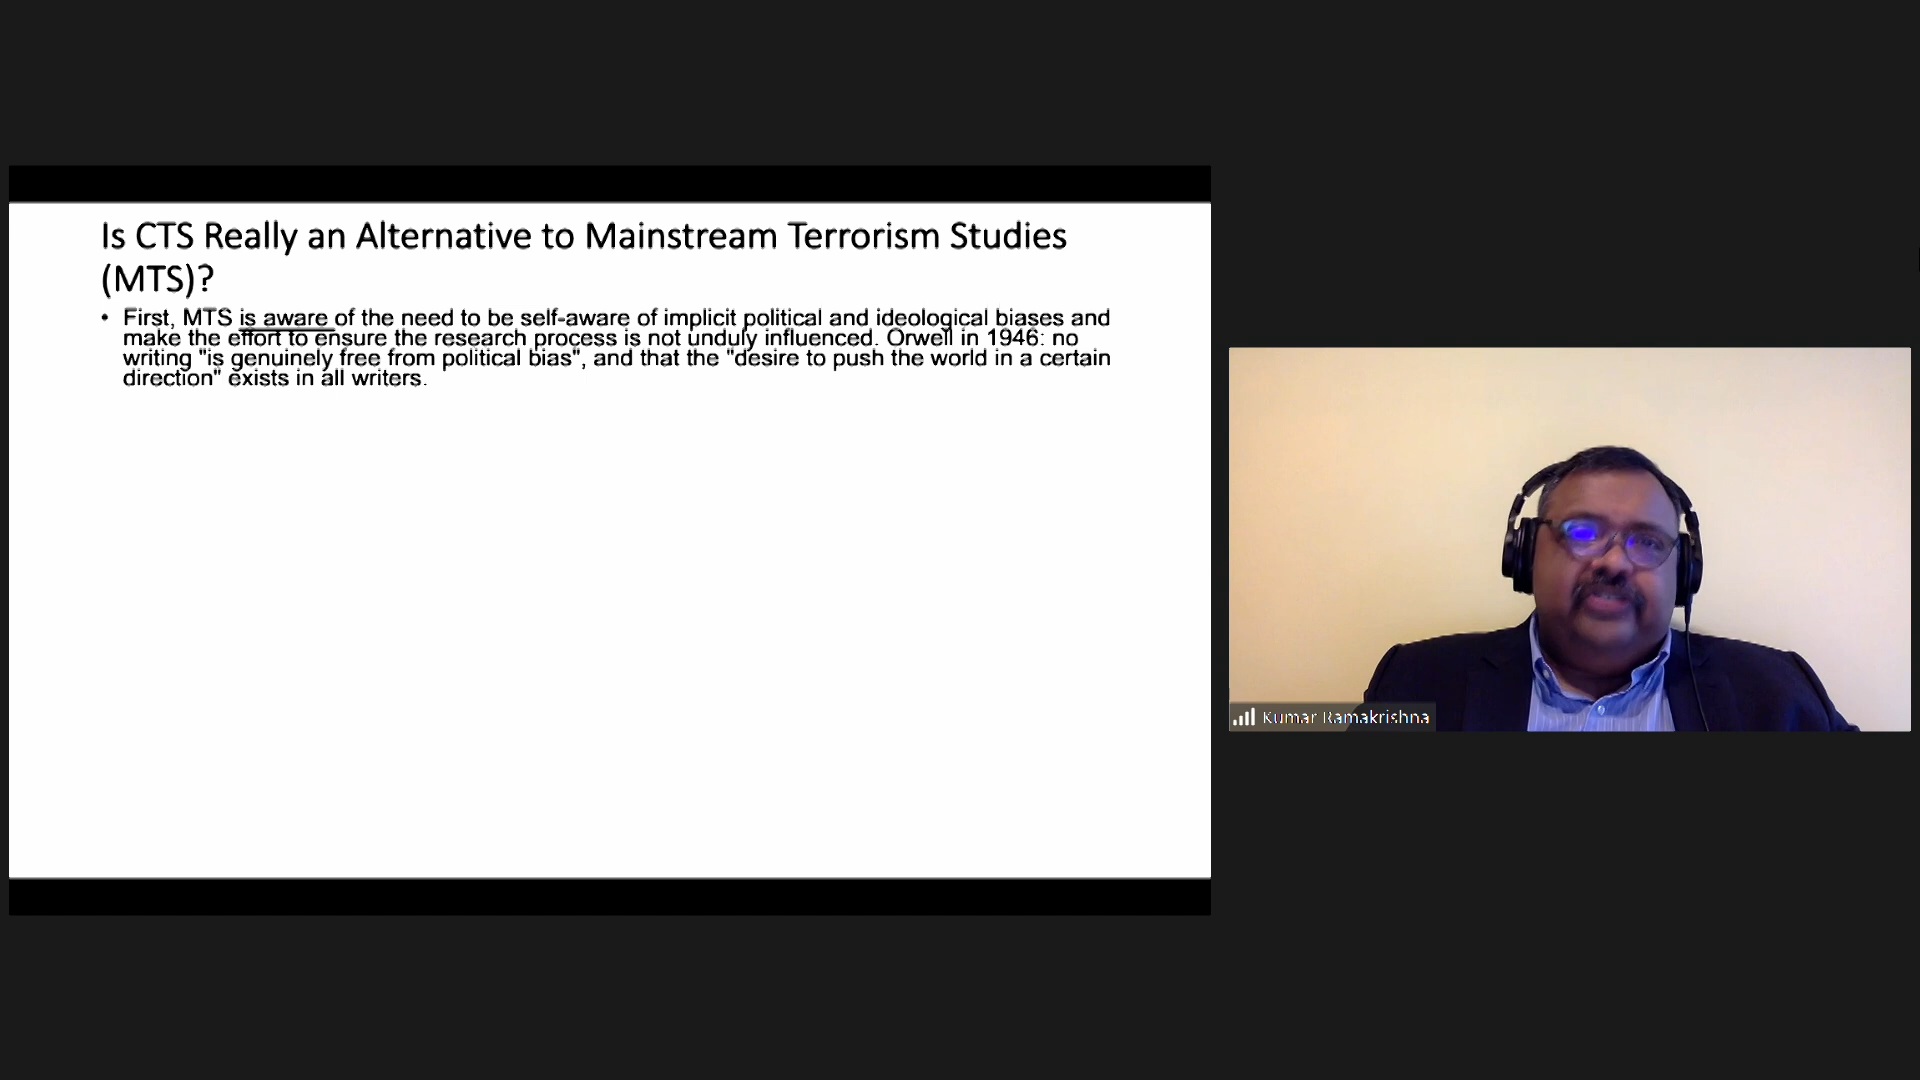 Is CTS Really an Alternative to Mainstream Terrorism Studies
(MTS)?
• First, MTS is aware of the need to be self-aware of implicit political and ideological biases and
make the effort to ensure the research process is not unduly influenced. Orwell in 1946: no
writing "is genuinely free from political bias", and that the "desire to push the world in a certain
direction" exists in all writers.
Kumar Ramakrishna